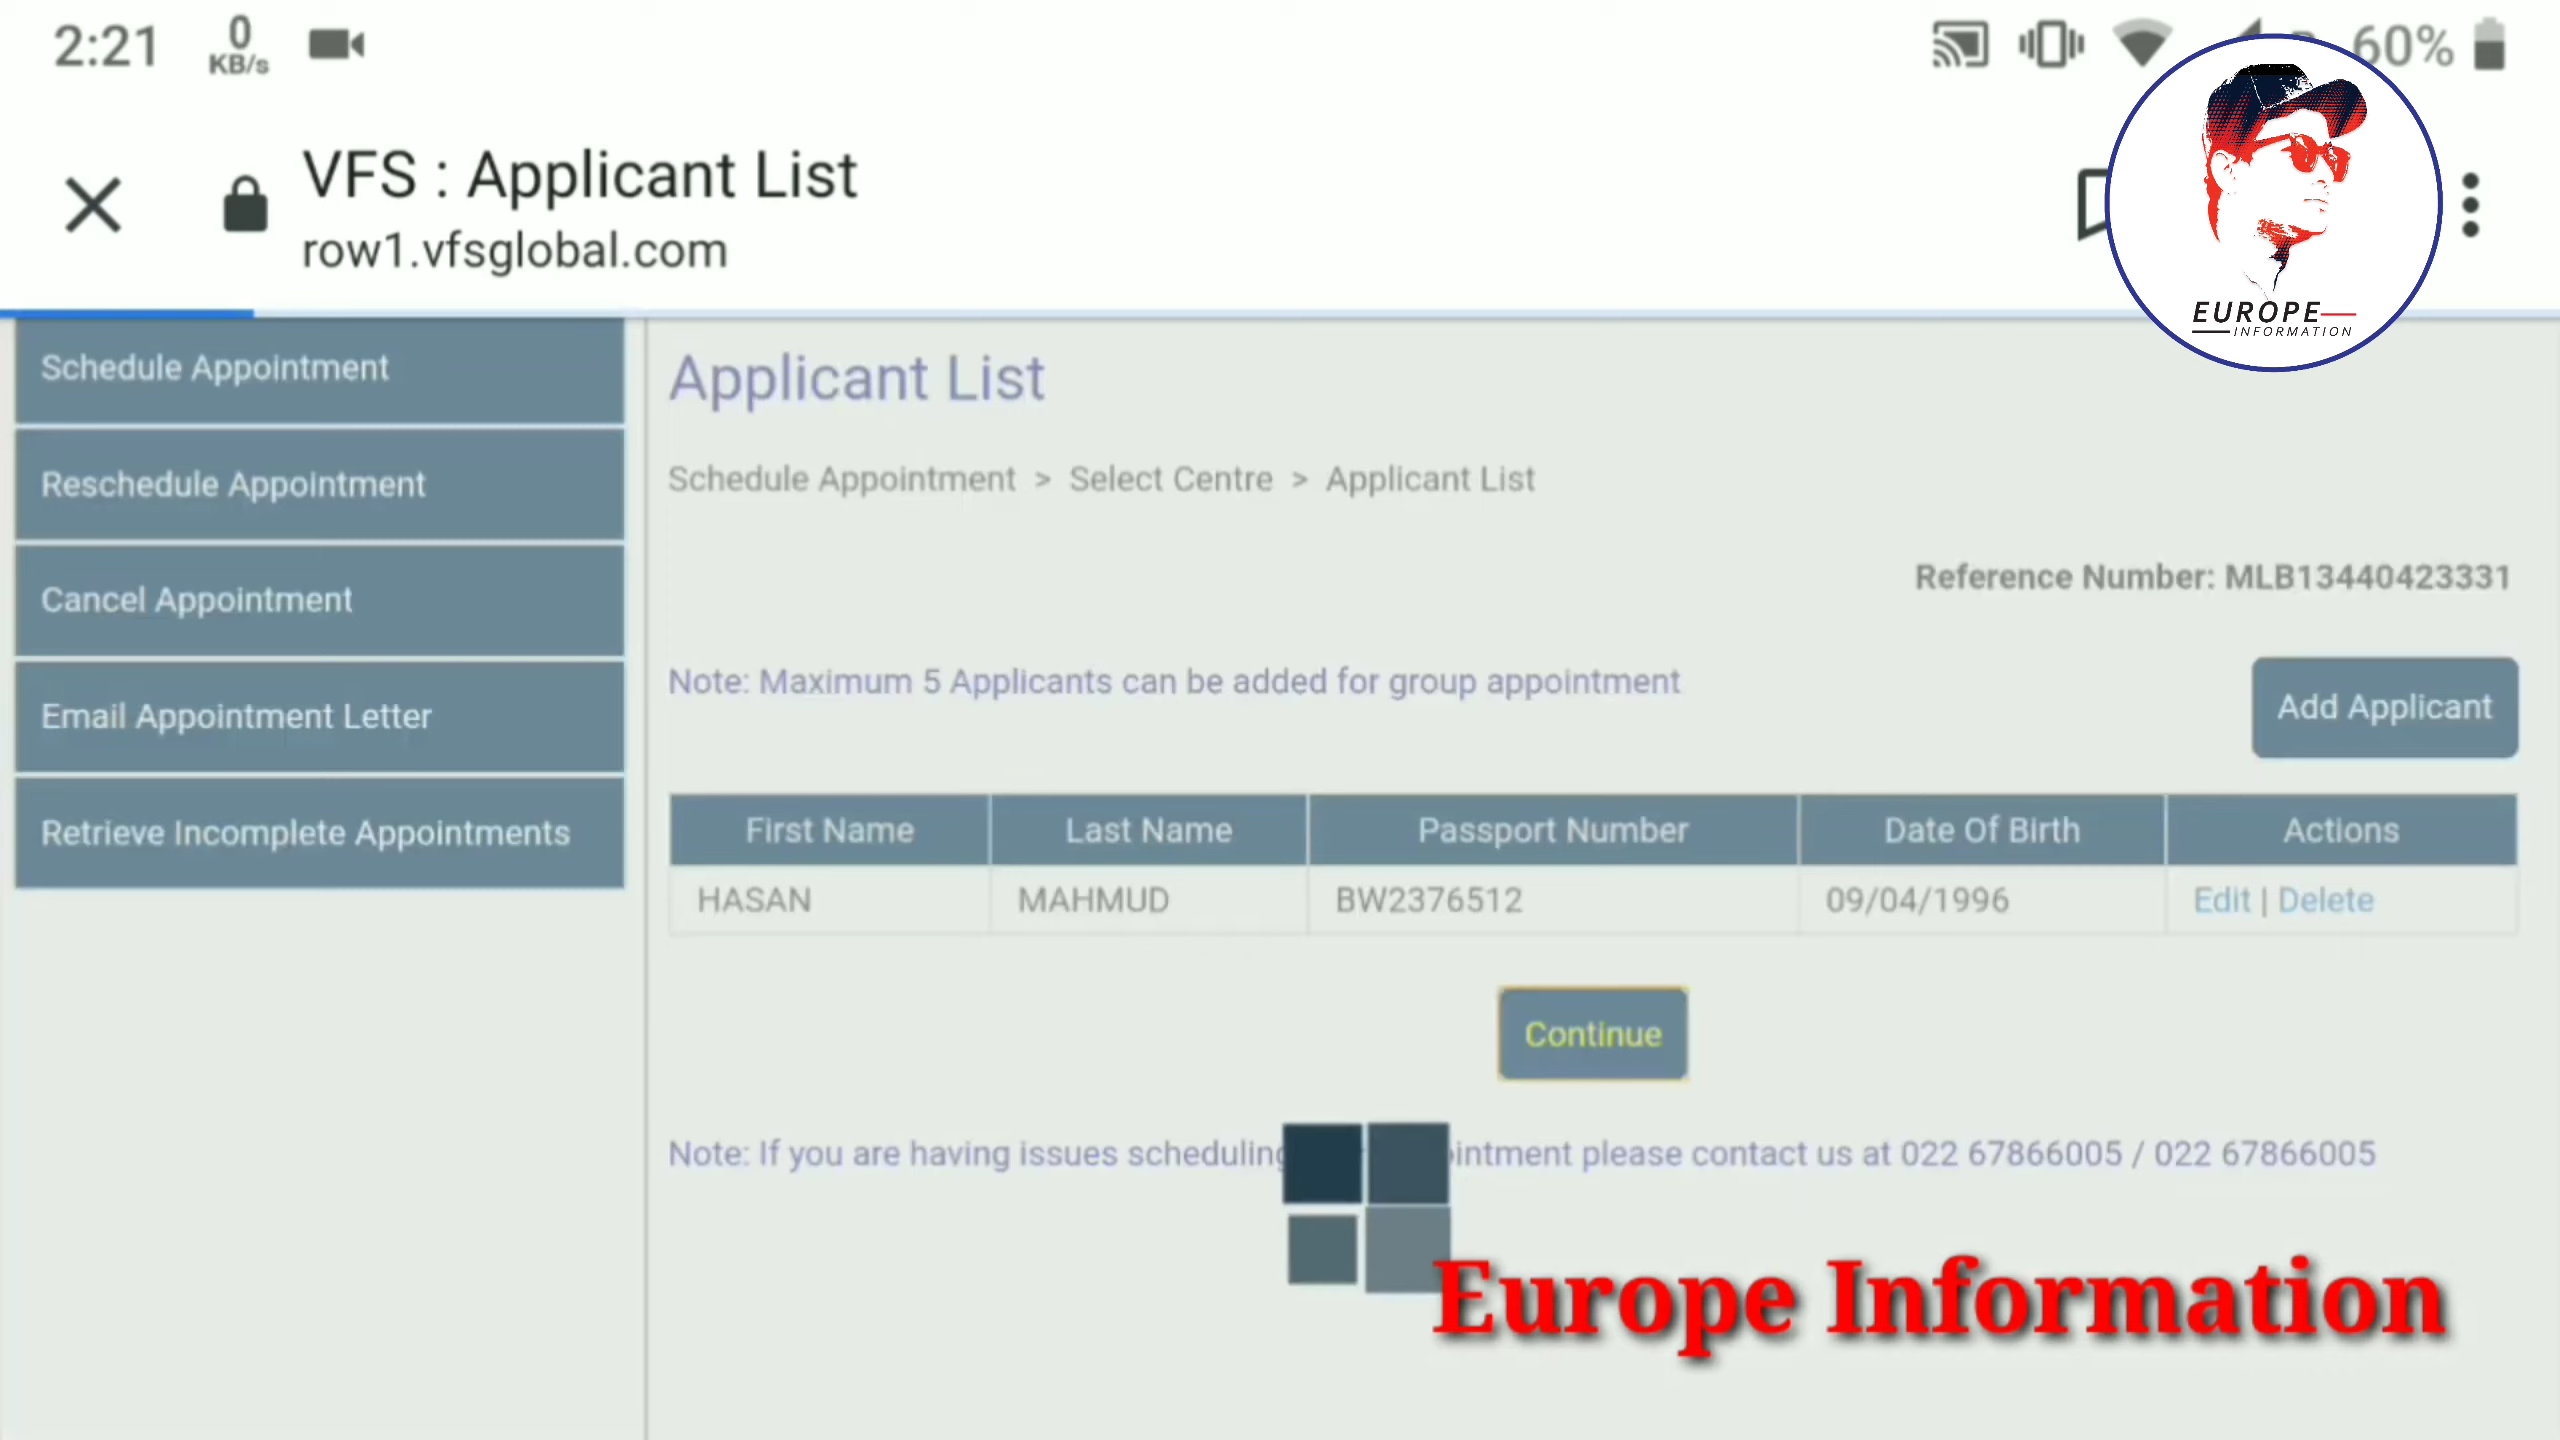 2:21 0 KB/s 60%
VFS : Applicant List
row1.vfsglobal.com
EUROPE
INFORMATION
Schedule Appointment
Reschedule Appointment
Cancel Appointment
Email Appointment Letter
Retrieve Incomplete Appointments
Applicant List
Schedule Appointment > Select Centre > Applicant List
Reference Number: MLB13440423331
Note: Maximum 5 Applicants can be added for group appointment
Add Applicant
First Name Last Name Passport Number Date Of Birth Actions
HASAN MAHMUD BW2376512 09/04/1996 Edit | Delete
Continue
Note: If you are having issues scheduling intment please contact us at 022 67866005 / 022 67866005
Europe Information